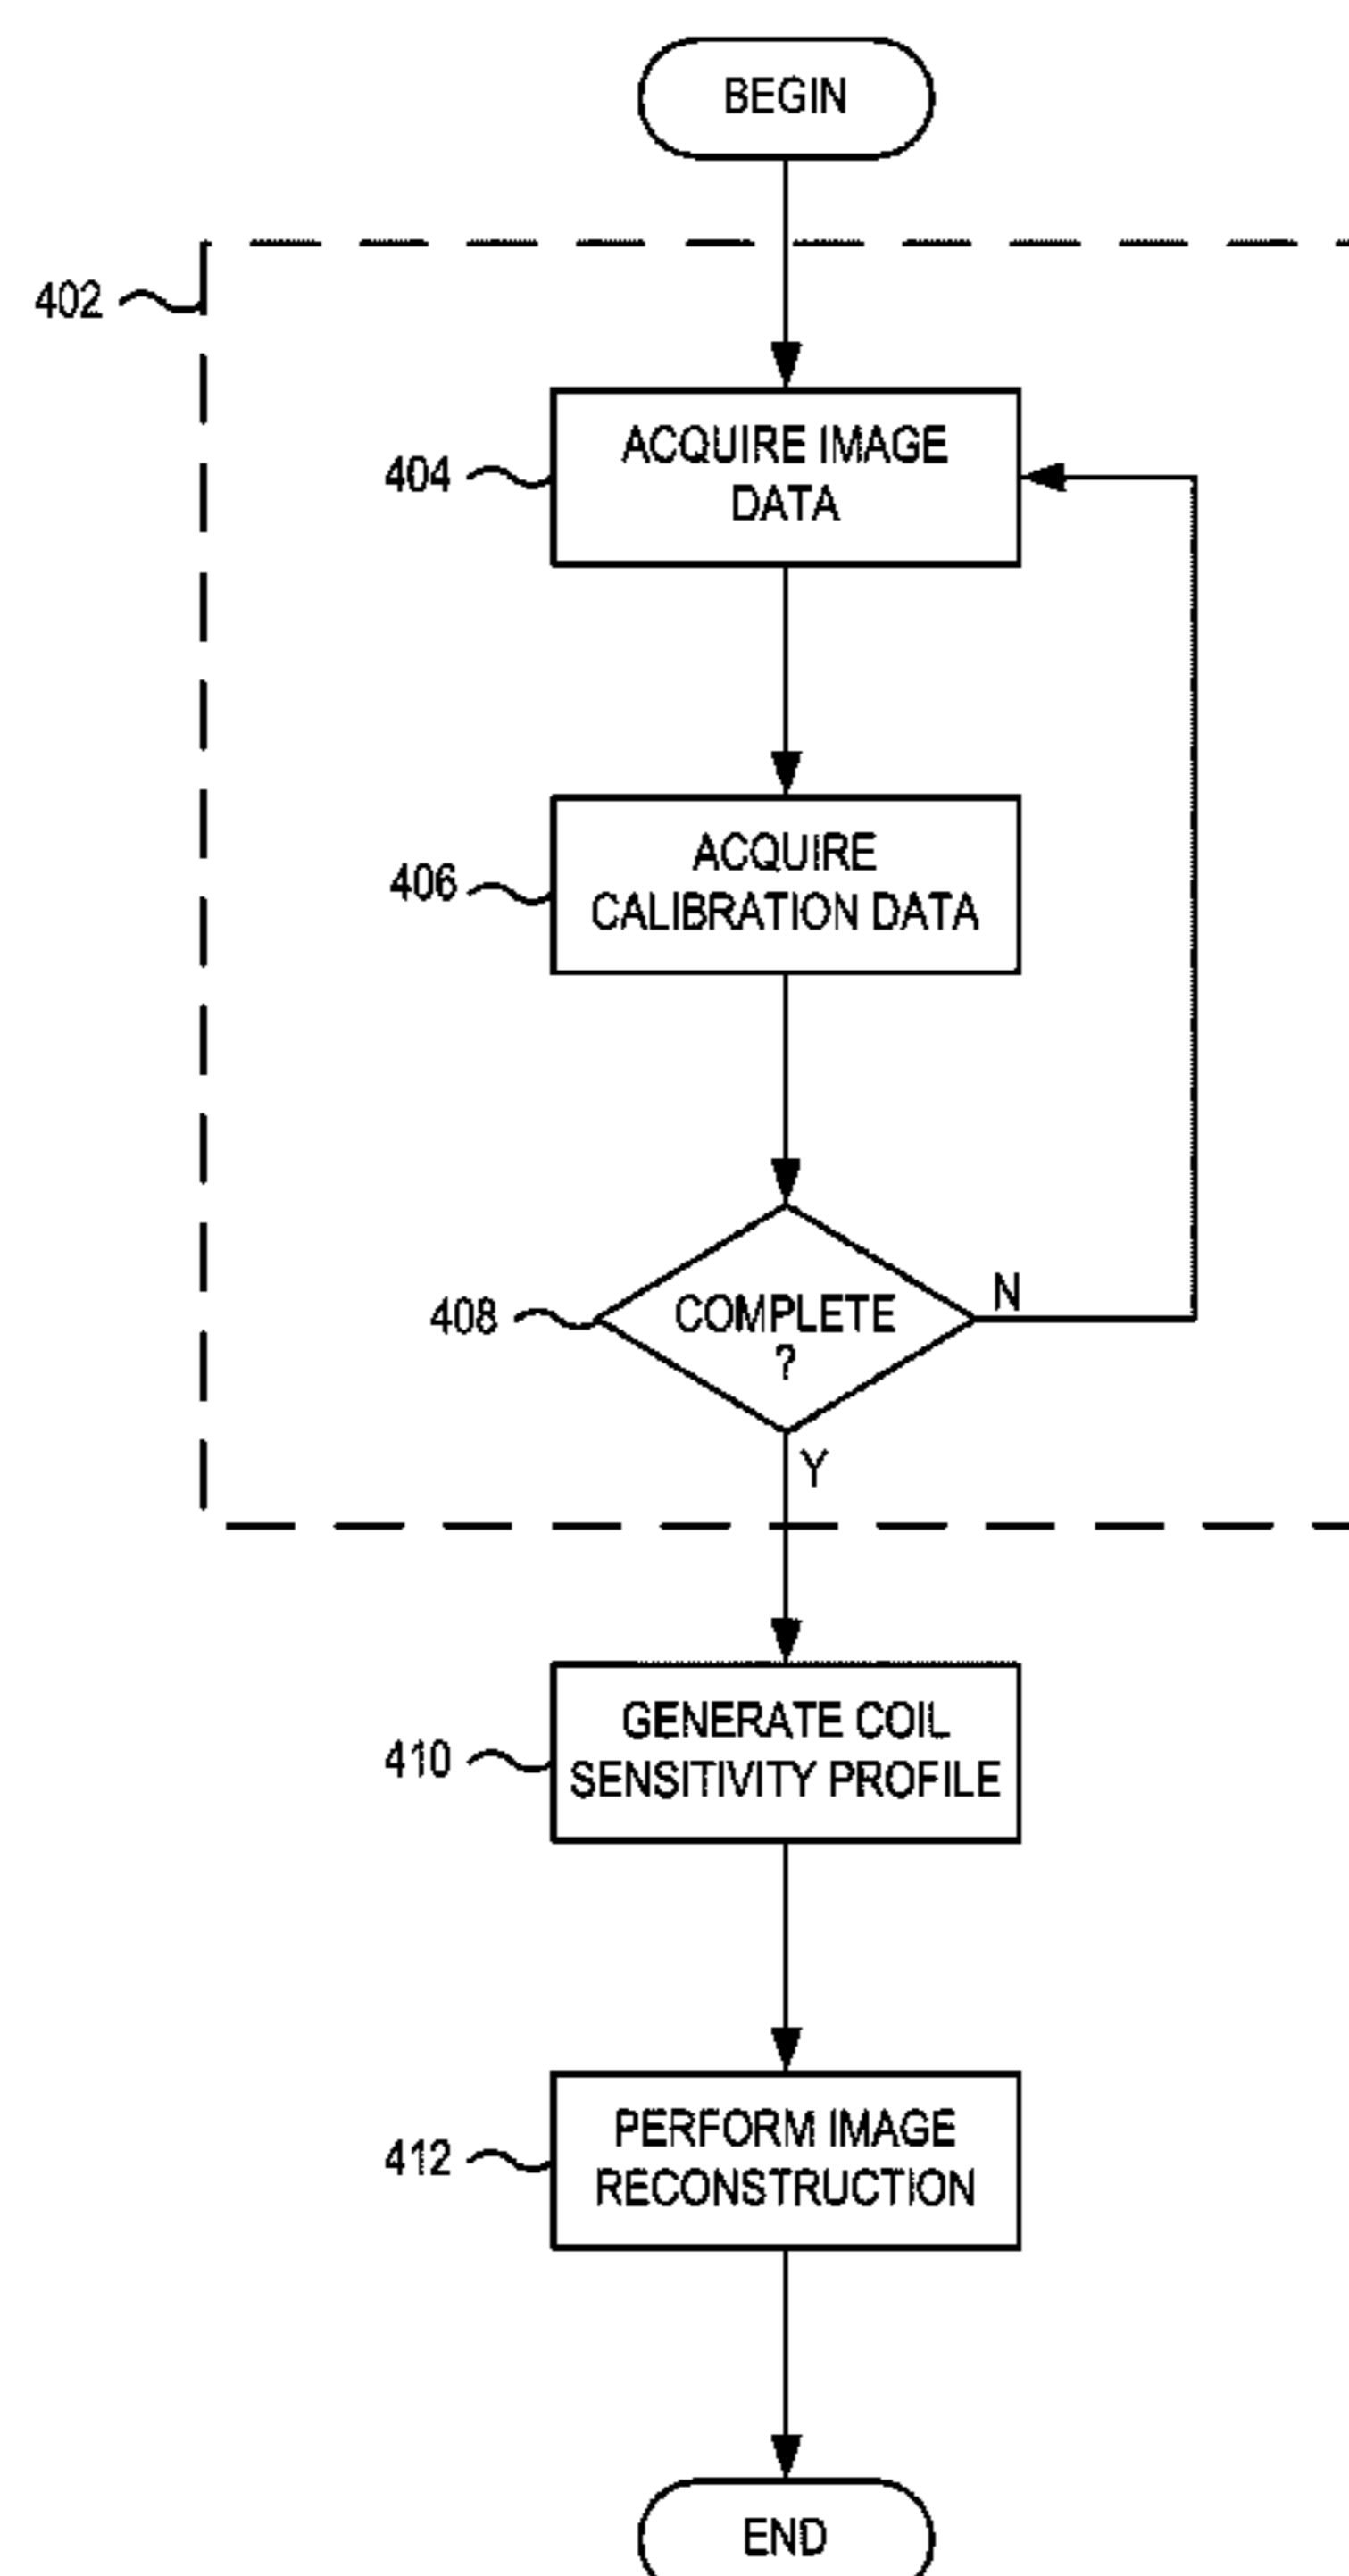 BEGIN
402
404
ACQUIRE IMAGE
DATA
406
ACQUIRE
CALIBRATION DATA
408
COMPLETE
?
N
Y
410
GENERATE COIL
SENSITIVITY PROFILE
412
PERFORM IMAGE
RECONSTRUCTION
END